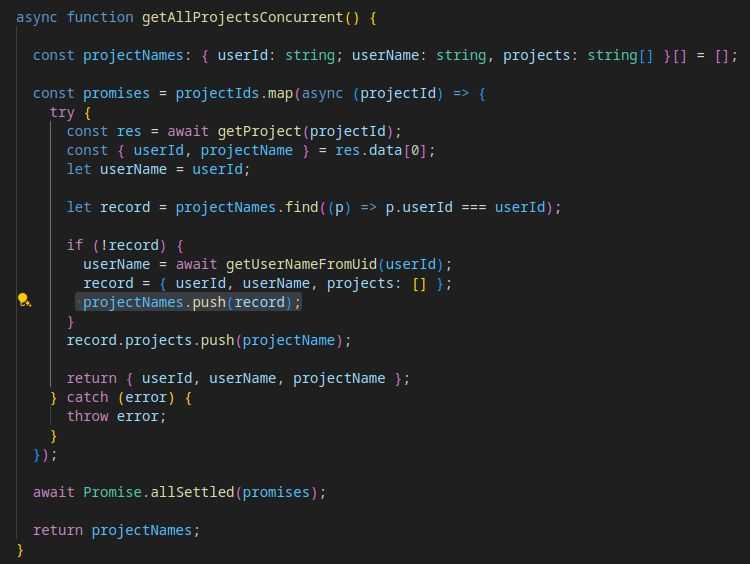 async function getAllProjectsConcurrent() {
const projectNames: { userId: string; userName: string, projects: string[] }[] = [];
const promises = projectIds.map(async (projectId) => {
try {
const res = await getProject(projectId);
const { userId, projectName } = res.data[0];
let userName = userId;
let record = projectNames.find((p) => p.userId === userId);
if (!record) {
userName = await getUserNameFromUid(userId);
record = { userId, userName, projects: [] };
projectNames.push(record);
}
record.projects.push(projectName);
return { userId, userName, projectName };
} catch (error) {
throw error;
}
});
await Promise.allSettled(promises);
return projectNames;
}